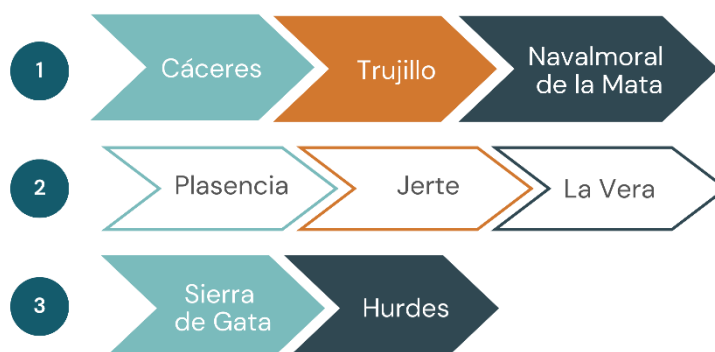 1
Cáceres
Trujillo
Navalmoral
de la Mata
2
Plasencia
Jerte
La Vera
3
Sierra
de Gata
Hurdes